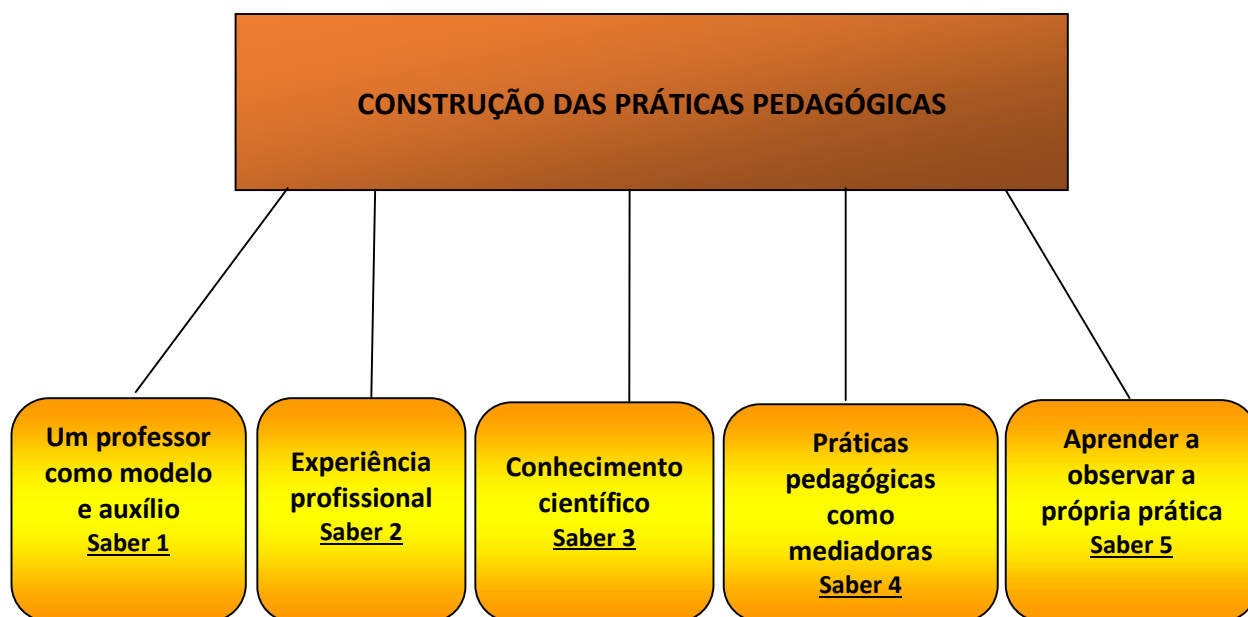 CONSTRUÇÃO DAS PRÁTICAS PEDAGÓGICAS
Um professor
como modelo
e auxílio
Saber 1
Experiência
profissional
Saber 2
Conhecimento
científico
Saber 3
Práticas
pedagógicas
como
mediadoras
Saber 4
Aprender a
observar a
própria prática
Saber 5